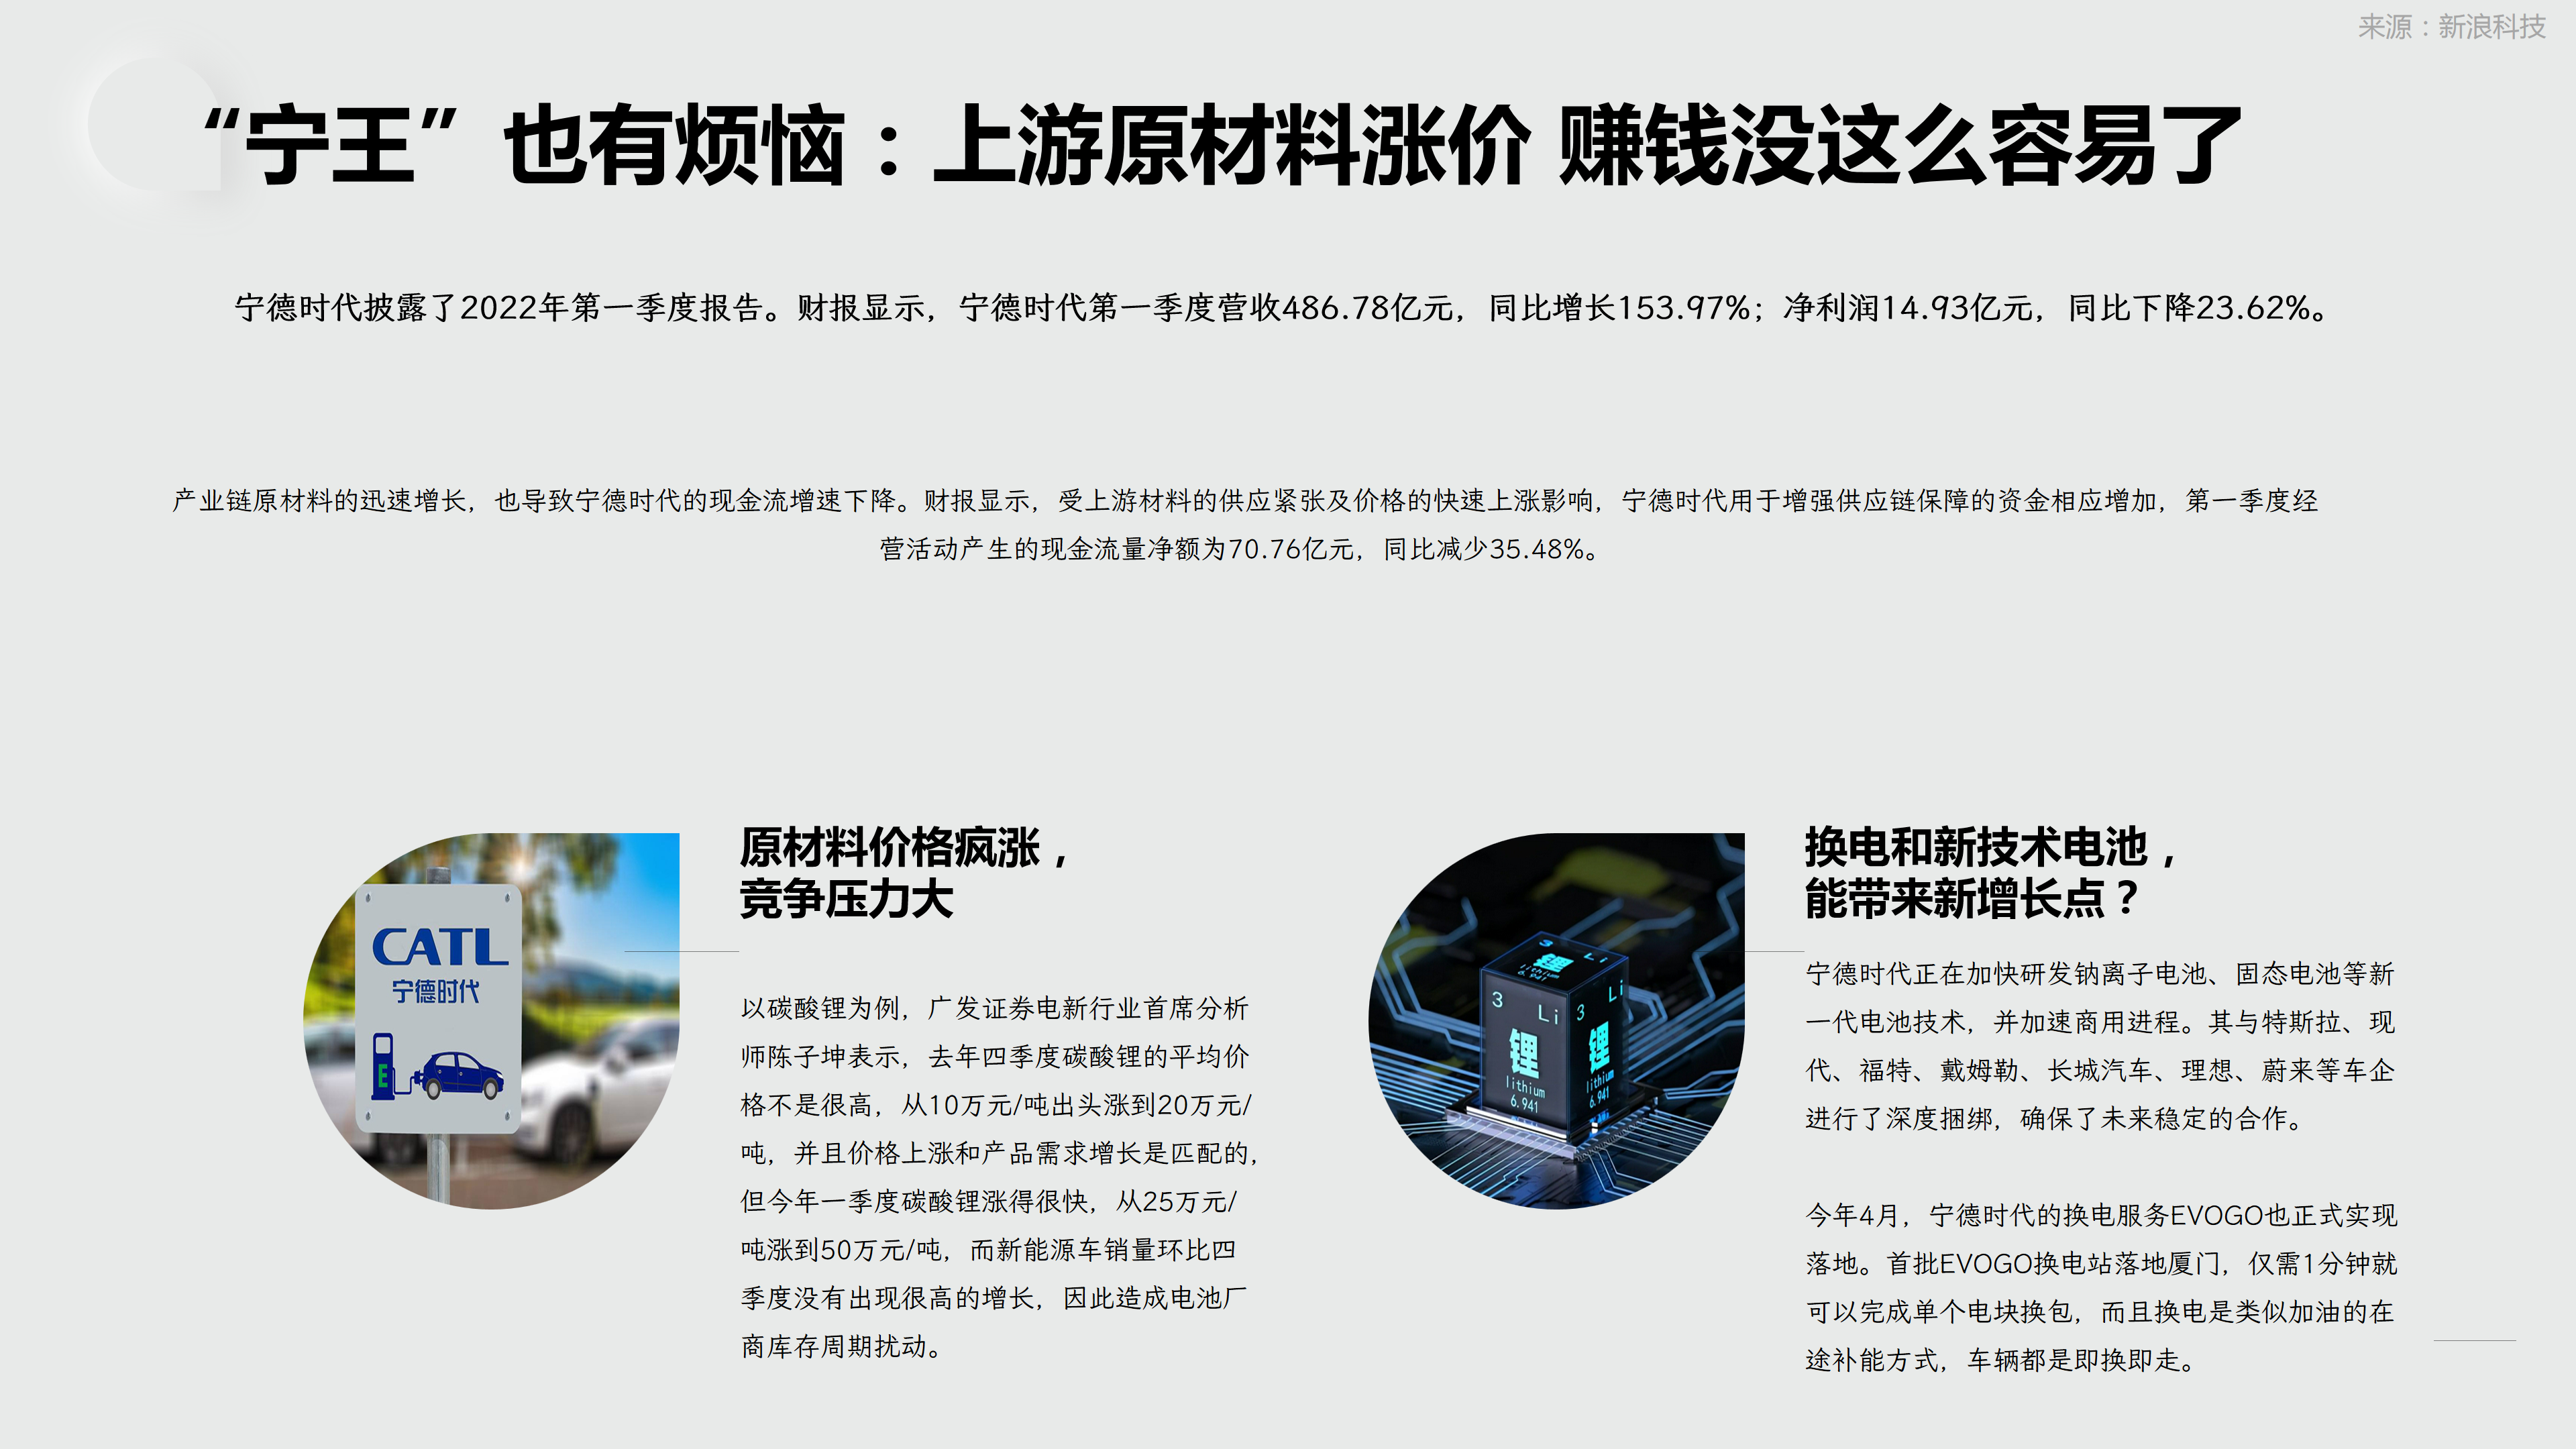 来源：新浪科技
“宁王”也有烦恼：上游原材料涨价 赚钱没这么容易了
宁德时代披露了2022年第一季度报告。财报显示，宁德时代第一季度营收486.78亿元，同比增长153.97%；净利润14.93亿元，同比下降23.62%。
产业链原材料的迅速增长，也导致宁德时代的现金流增速下降。财报显示，受上游材料的供应紧张及价格的快速上涨影响，宁德时代用于增强供应链保障的资金相应增加，第一季度经
营活动产生的现金流量净额为70.76亿元，同比减少35.48%。
CATL
宁德时代
E
原材料价格疯涨，
竞争压力大
以碳酸锂为例，广发证券电新行业首席分析
师陈子坤表示，去年四季度碳酸锂的平均价
格不是很高，从10万元/吨出头涨到20万元/
吨，并且价格上涨和产品需求增长是匹配的，
但今年一季度碳酸锂涨得很快，从25万元/
吨涨到50万元/吨，而新能源车销量环比四
季度没有出现很高的增长，因此造成电池厂
商库存周期扰动。
3 Li
锂
lithium
6.941
3 Li
锂
lithium
6.941
3 Li
锂
lithium
6.941
换电和新技术电池，
能带来新增长点？
宁德时代正在加快研发钠离子电池、固态电池等新
一代电池技术，并加速商用进程。其与特斯拉、现
代、福特、戴姆勒、长城汽车、理想、蔚来等车企
进行了深度捆绑，确保了未来稳定的合作。
今年4月，宁德时代的换电服务EVOGO也正式实现
落地。首批EVOGO换电站落地厦门，仅需1分钟就
可以完成单个电块换包，而且换电是类似加油的在
途补能方式，车辆都是即换即走。